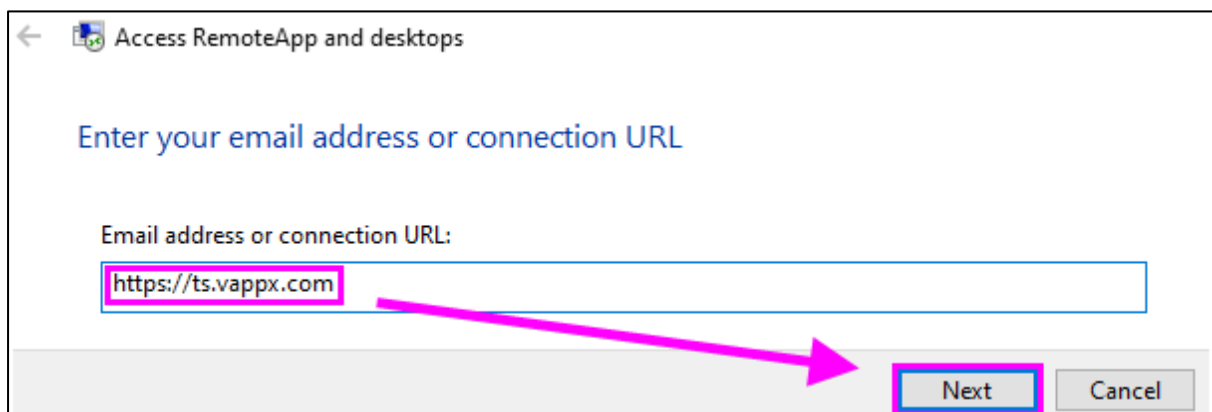 Access RemoteApp and desktops
Enter your email address or connection URL
Email address or connection URL:
https://ts.vappx.com
Next Cancel